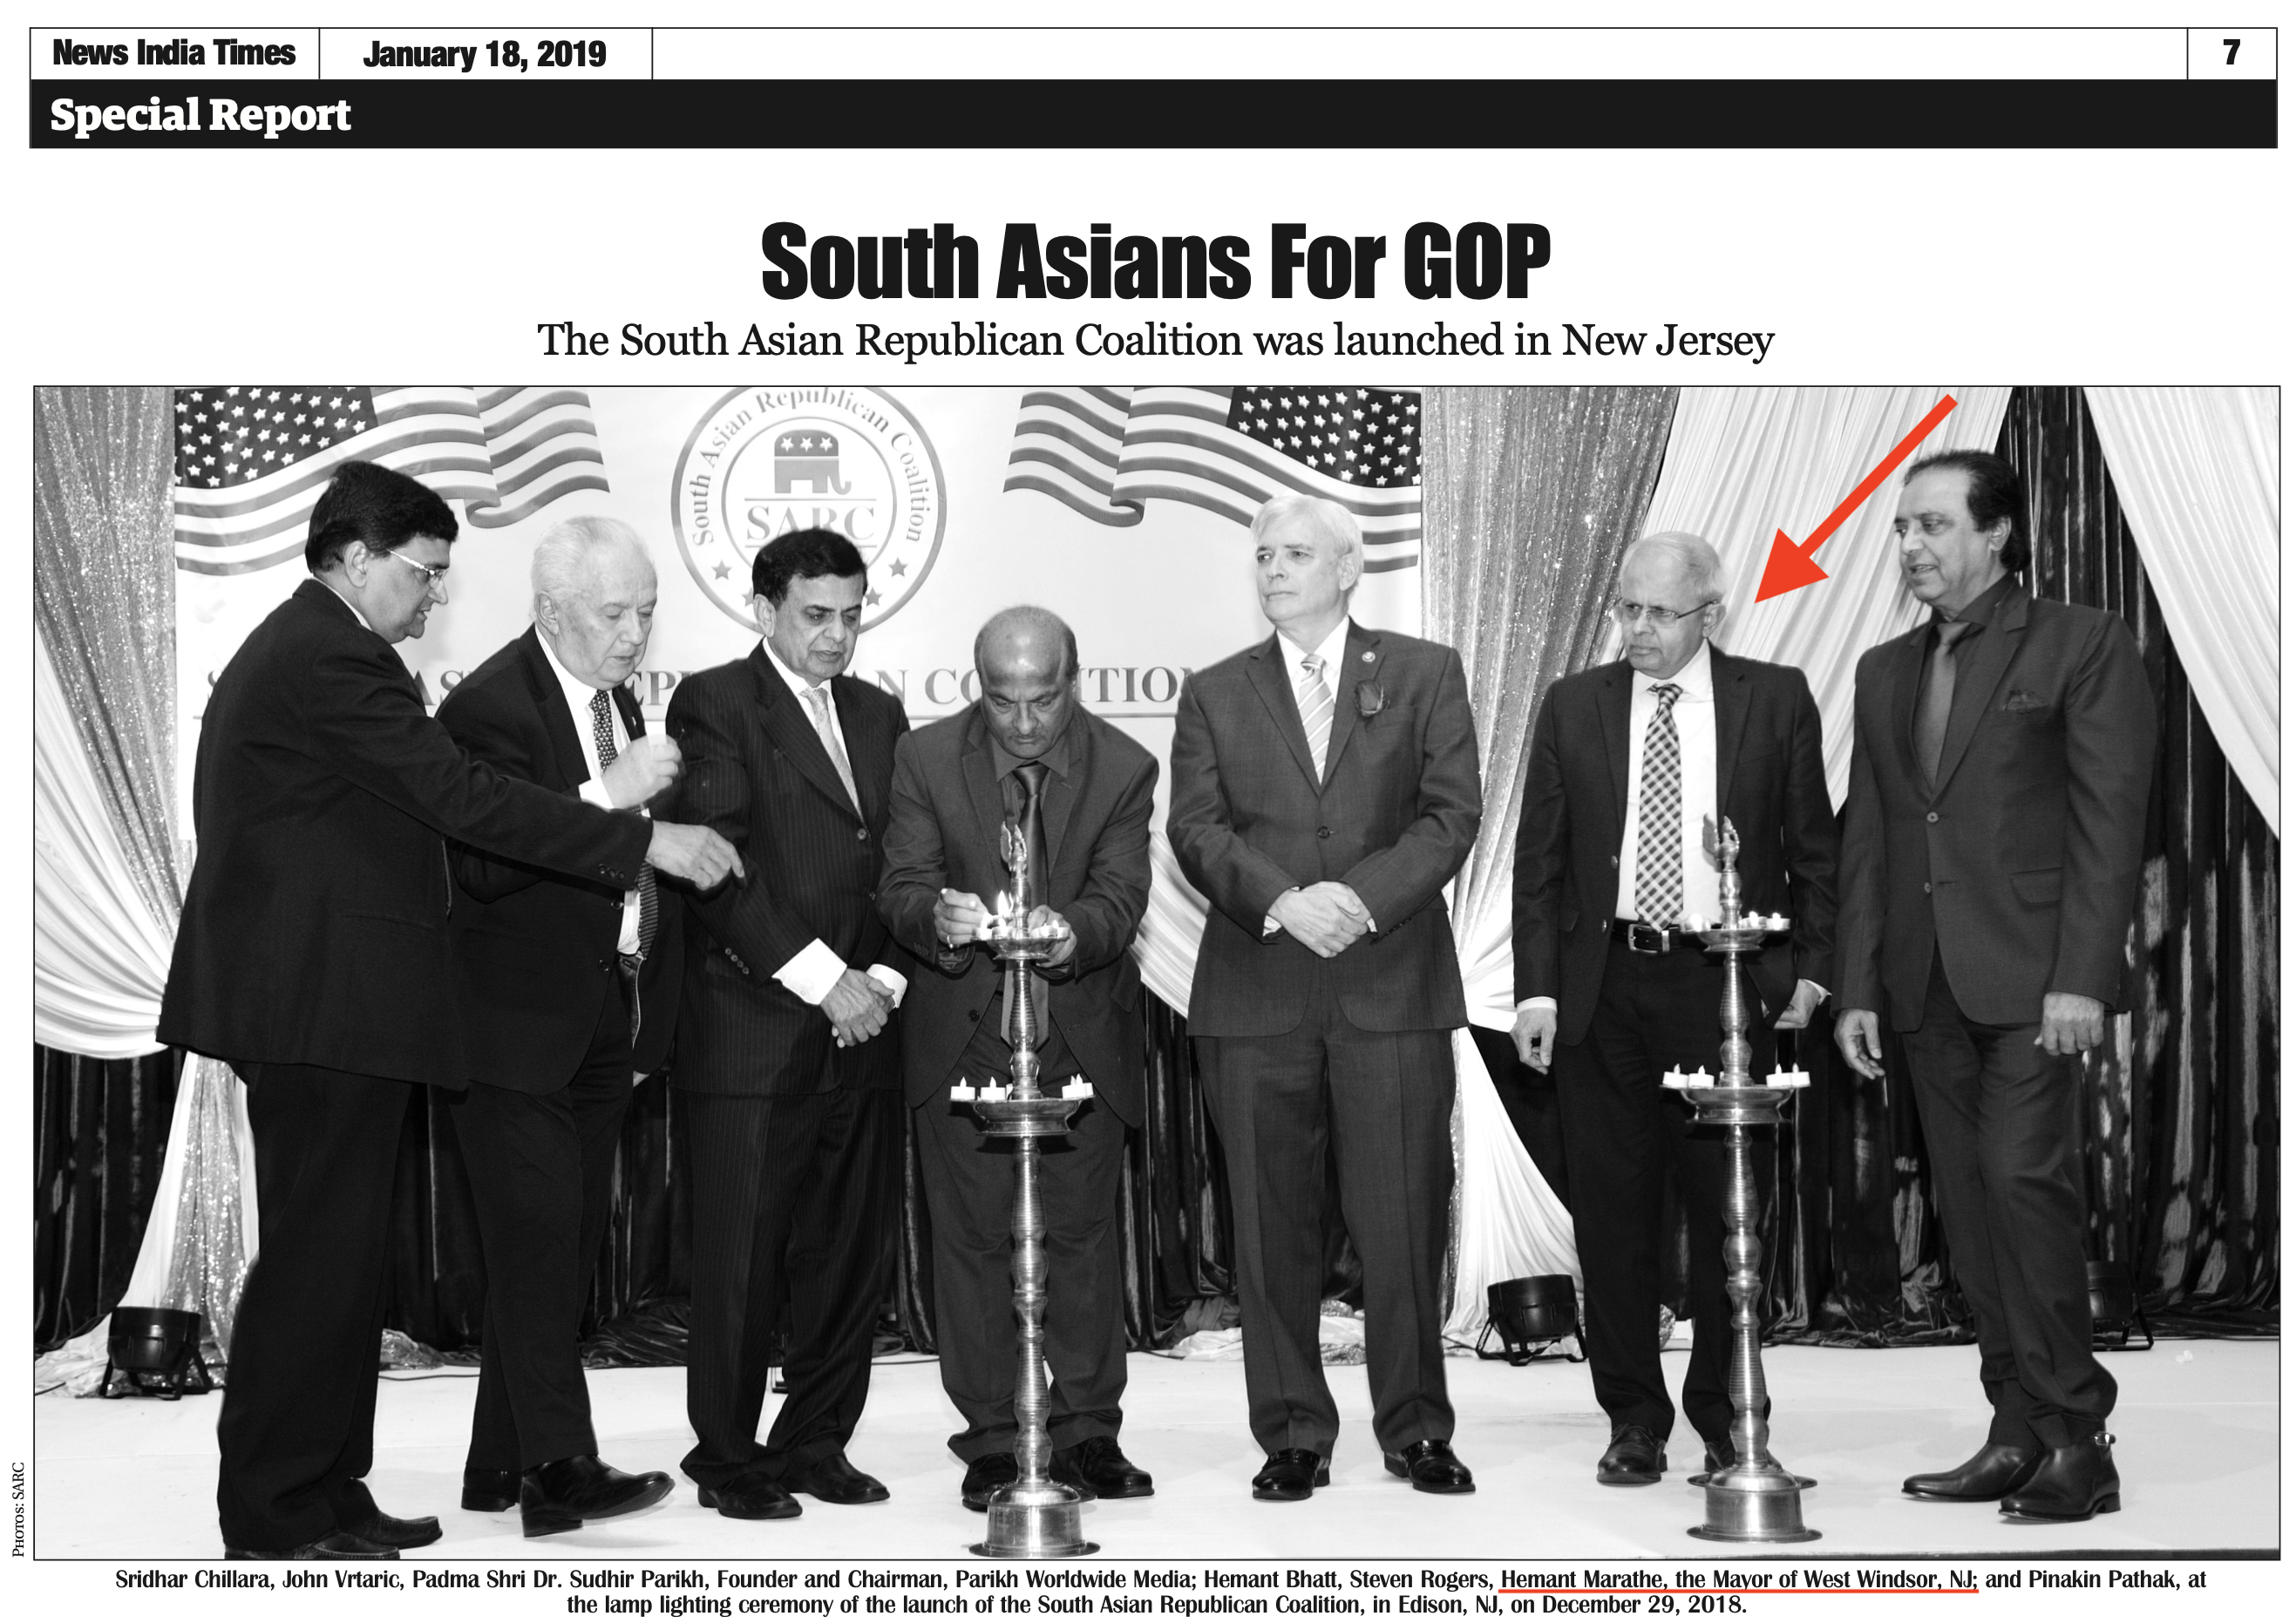 News India Times
January 18, 2019
7
Special Report
South Asians For GOP
The South Asian Republican Coalition was launched in New Jersey
South Asian Republican Coalition
SARC
PHOTOS: SARC
Sridhar Chillara, John Vrtaric, Padma Shri Dr. Sudhir Parikh, Founder and Chairman, Parikh Worldwide Media; Hemant Bhatt, Steven Rogers, Hemant Marathe, the Mayor of West Windsor, NJ; and Pinakin Pathak, at
the lamp lighting ceremony of the launch of the South Asian Republican Coalition, in Edison, NJ, on December 29, 2018.